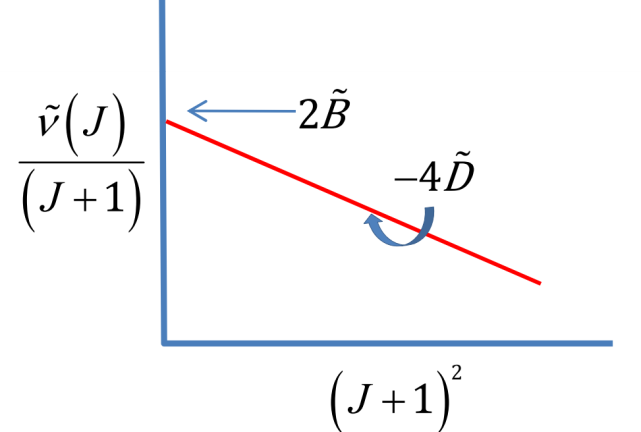 2B̃
ν̃(J)
(J+1)
−4D̃
(J+1)²